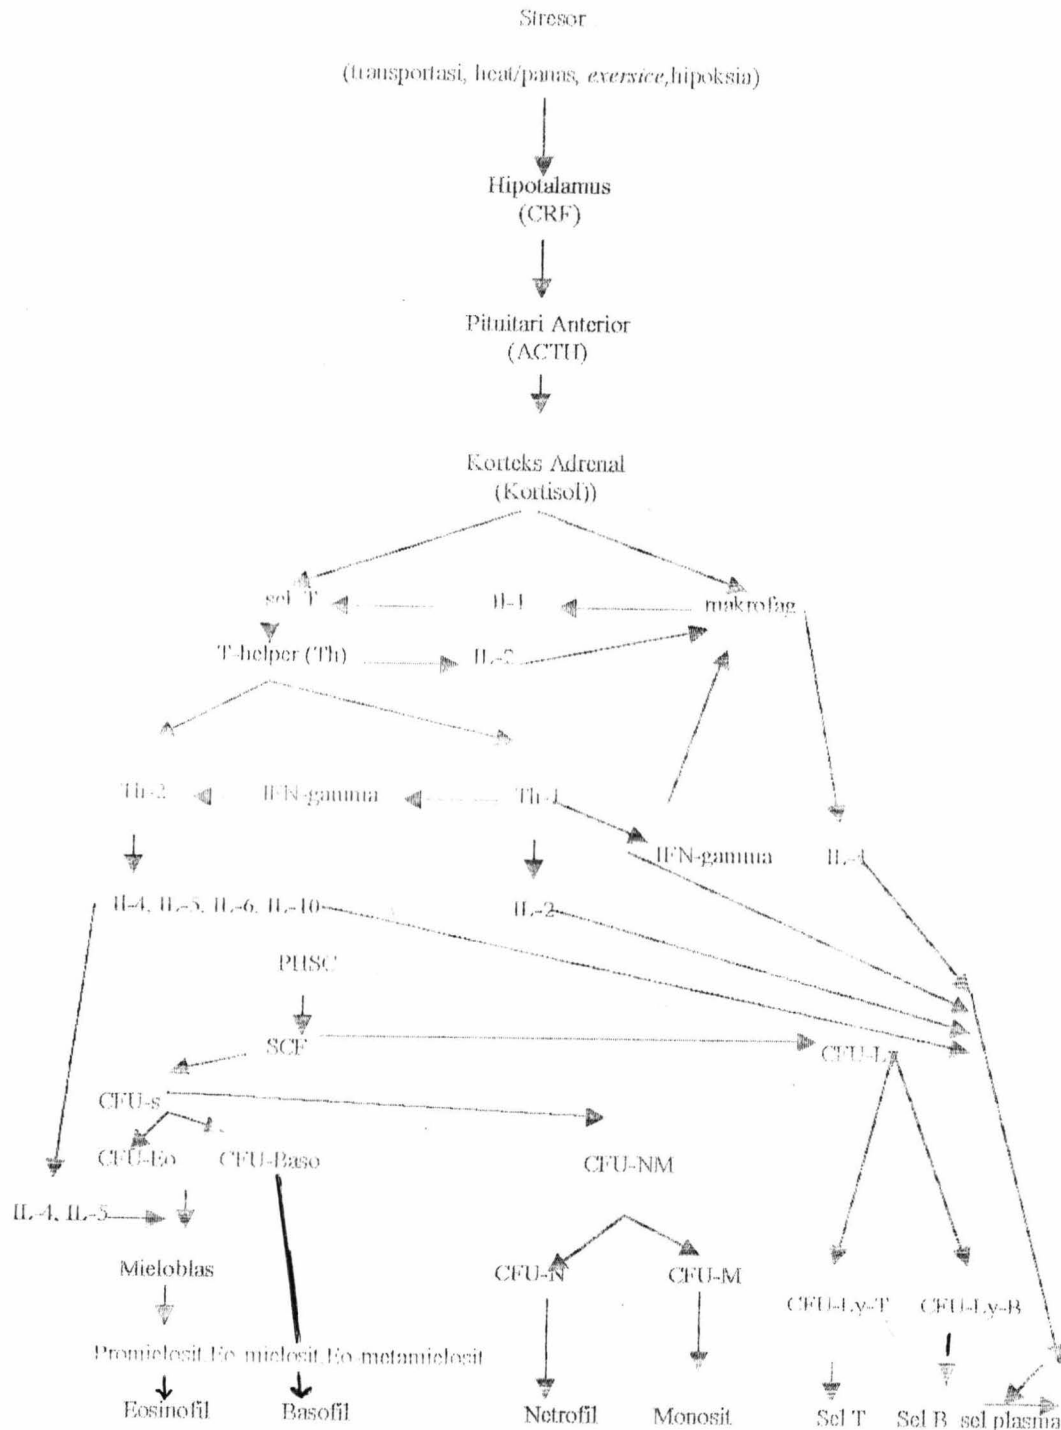 Stresor
(transportasi, heat/panas, exersice,hipoksia)
Hipotalamus
(CRF)
Pituitari Anterior
(ACTH)
Korteks Adrenal
(Kortisol))
sel T
Il-1
makrofag
T-helper (Th)
IL-2
Th-2
IFN-gamma
Th-1
IFN-gamma
Il-4, IL-5, IL-6, IL-10
IL-2
PHSC
SCF
CFU-L
CFU-s
CFU-Eo
CFU-Baso
CFU-NM
IL-4, IL-5
Mieloblas
CFU-N
CFU-M
CFU-Ly-T
CFU-Ly-B
Promielosit,Eo-mielosit,Eo-metamielosit
Eosinofil
Basofil
Netrofil
Monosit
Sel T
Sel B
sel plasma